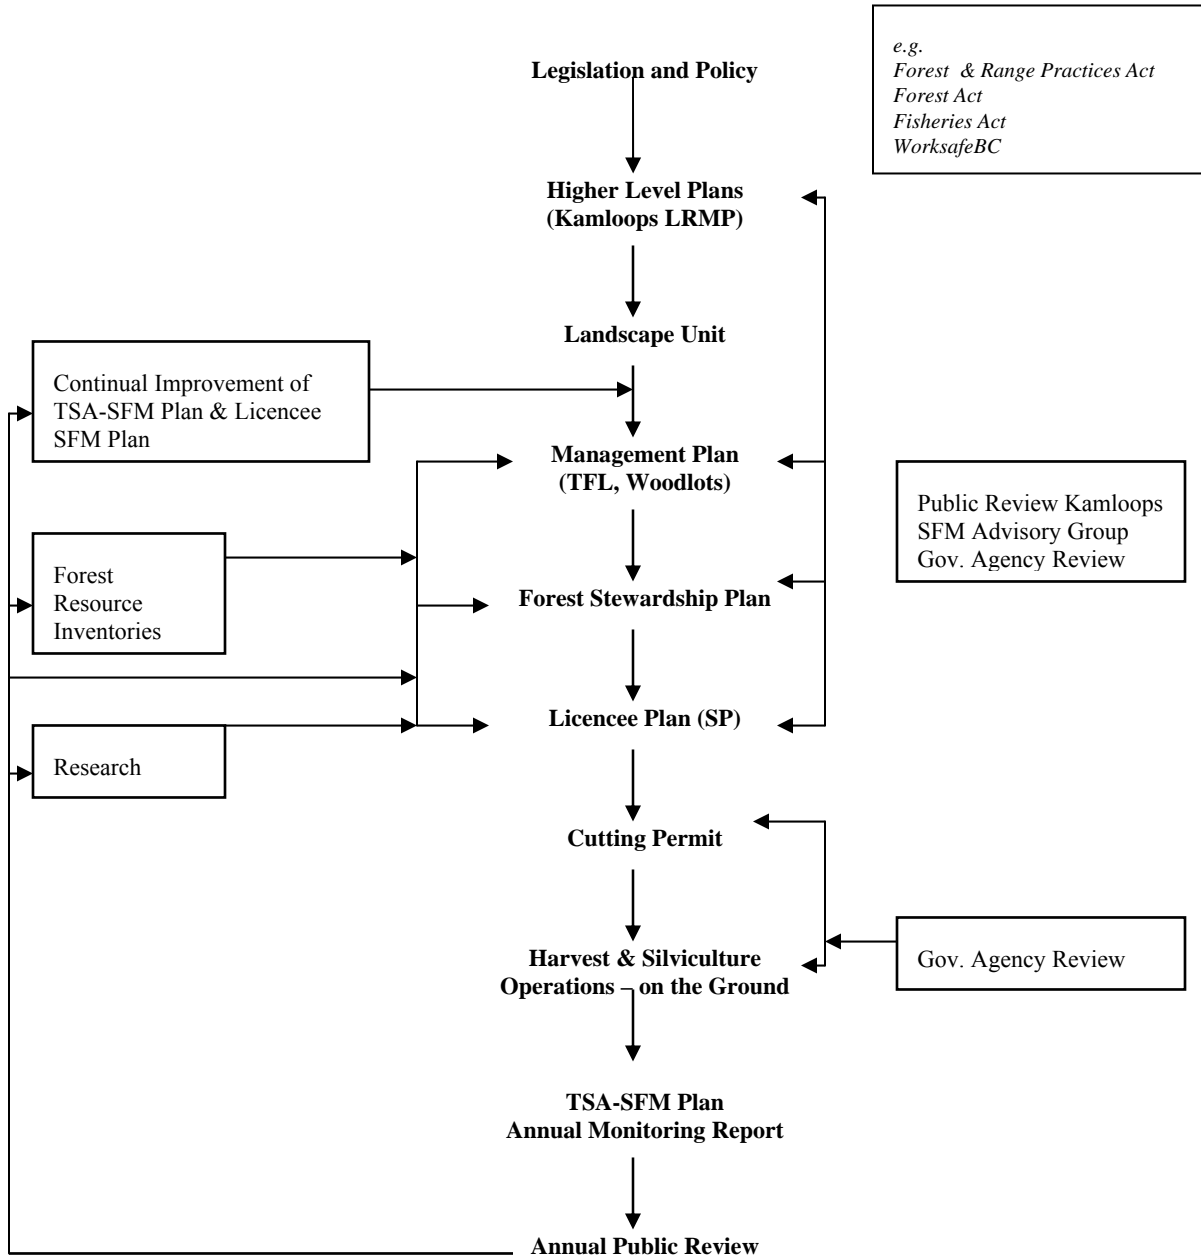 e.g.
Forest & Range Practices Act
Forest Act
Fisheries Act
WorksafeBC
Legislation and Policy
Higher Level Plans
(Kamloops LRMP)
Landscape Unit
Continual Improvement of
TSA-SFM Plan & Licencee
SFM Plan
Management Plan
(TFL, Woodlots)
Public Review Kamloops
SFM Advisory Group
Gov. Agency Review
Forest
Resource
Inventories
Forest Stewardship Plan
Licencee Plan (SP)
Research
Cutting Permit
Harvest & Silviculture
Operations – on the Ground
Gov. Agency Review
TSA-SFM Plan
Annual Monitoring Report
Annual Public Review